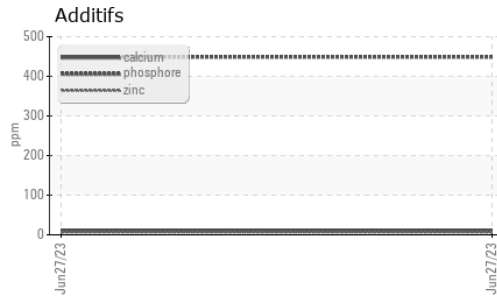 Additifs
500
400
300
200
100
0
ppm
calcium
phosphore
zinc
Jun27/23
Jun27/23